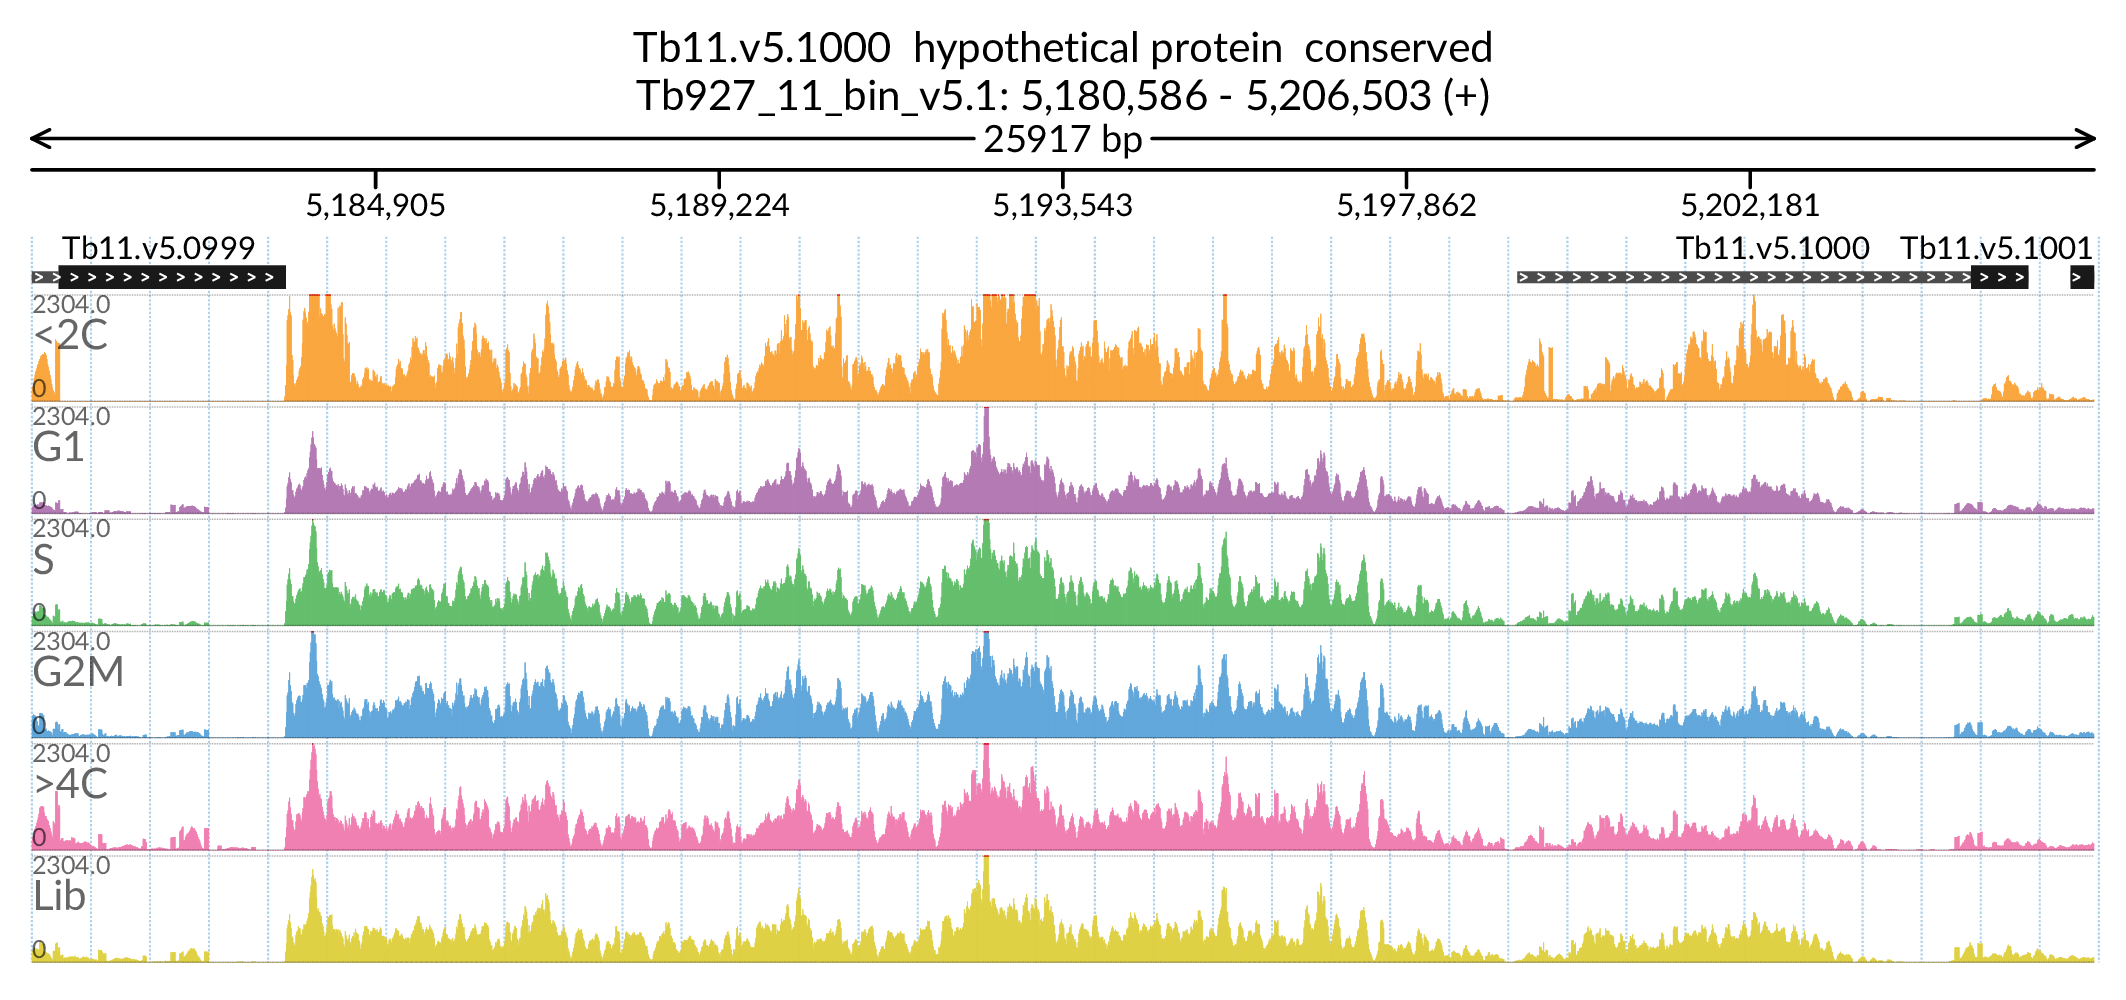 Tb11.v5.1000  hypothetical protein  conserved
Tb927_11_bin_v5.1: 5,180,586 - 5,206,503 (+)
25917 bp
5,184,905 5,189,224 5,193,543 5,197,862 5,202,181
Tb11.v5.0999 Tb11.v5.1000 Tb11.v5.1001
2304.0
<2C
0
2304.0
G1
0
2304.0
S
0
2304.0
G2M
0
2304.0
>4C
0
2304.0
Lib
0